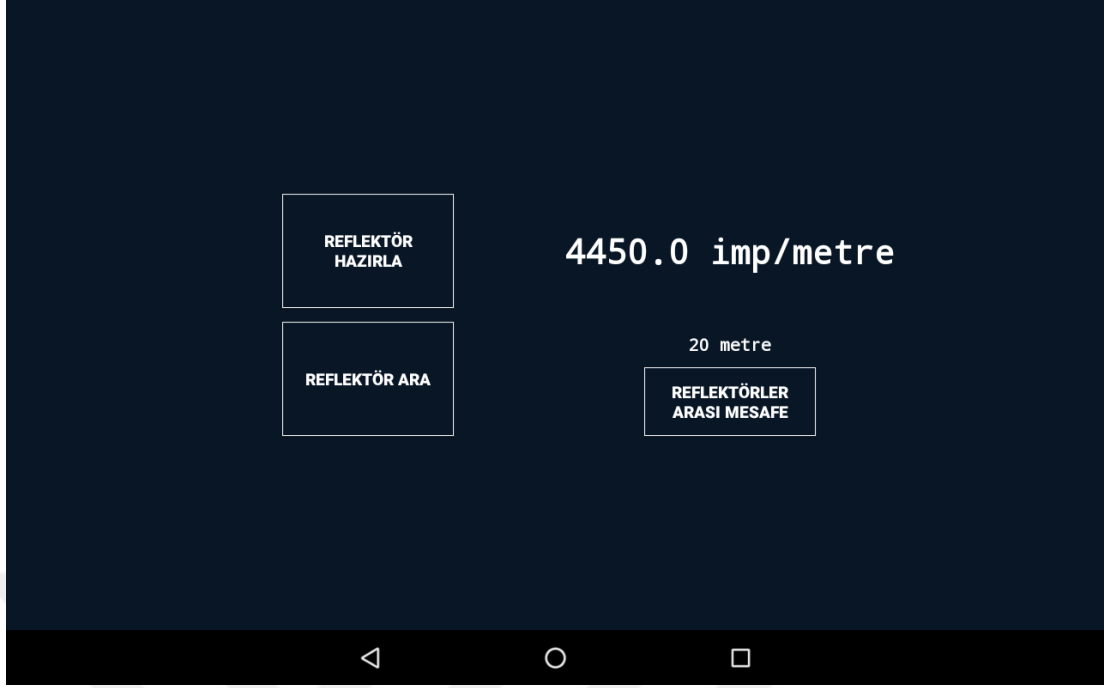 REFLEKTÖR
HAZIRLA
REFLEKTÖR ARA
4450.0 imp/metre
20 metre
REFLEKTÖRLER
ARASI MESAFE